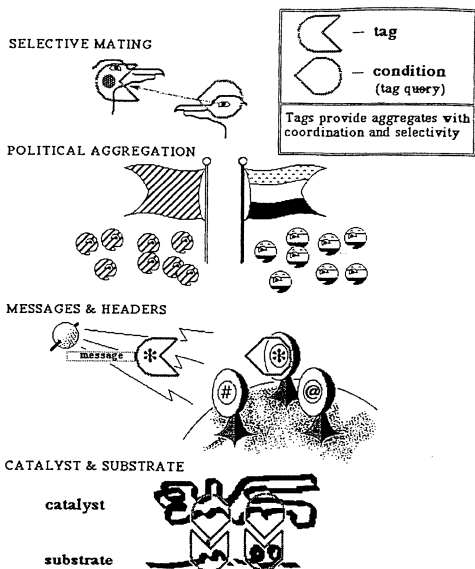 SELECTIVE MATING
— tag
— condition
(tag query)
Tags provide aggregates with
coordination and selectivity
POLITICAL AGGREGATION
MESSAGES & HEADERS
message
*
*
#
@
CATALYST & SUBSTRATE
catalyst
substrate